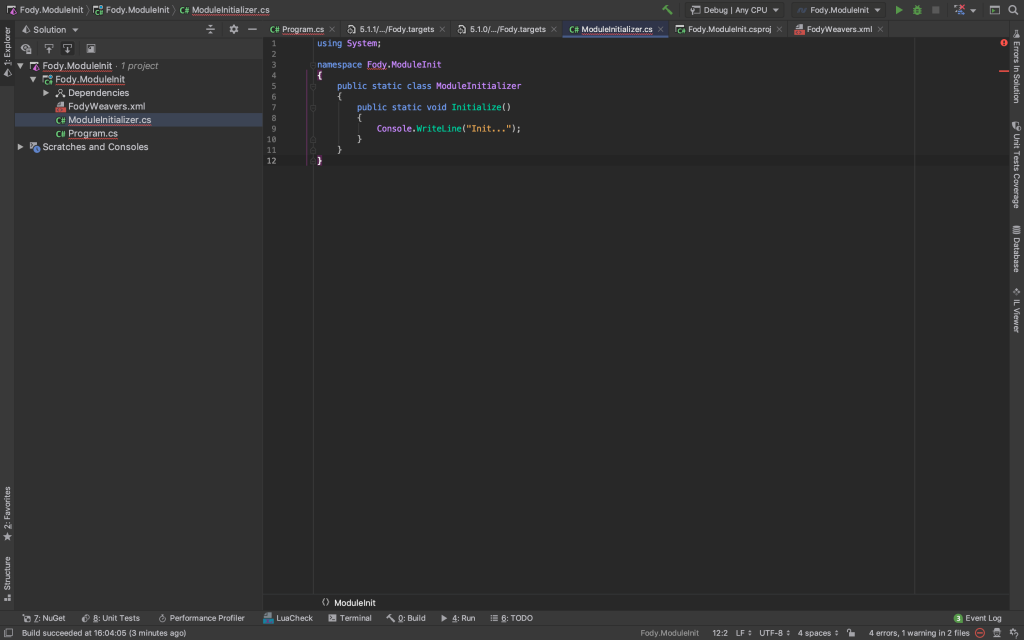 Fody.ModuleInit Fody.ModuleInit C# ModuleInitializer.cs Debug | Any CPU Fody.ModuleInit
Solution
C# Program.cs 5.1.1/.../Fody.targets 5.1.0/.../Fody.targets C# ModuleInitializer.cs Fody.ModuleInit.csproj FodyWeavers.xml
1: Explorer
Fody.ModuleInit · 1 project
Fody.ModuleInit
Dependencies
FodyWeavers.xml
C# ModuleInitializer.cs
C# Program.cs
Scratches and Consoles
2: Favorites
Structure
1 using System;
2
3 namespace Fody.ModuleInit
4 {
5 public static class ModuleInitializer
6 {
7 public static void Initialize()
8 {
9 Console.WriteLine("Init...");
10 }
11 }
12 }
Errors In Solution
Unit Tests Coverage
Database
IL Viewer
ModuleInit
7: NuGet 8: Unit Tests Performance Profiler LuaCheck Terminal 0: Build 4: Run 6: TODO 3 Event Log
Build succeeded at 16:04:05 (3 minutes ago) Fody.ModuleInit 12:2 LF UTF-8 4 spaces 4 errors, 1 warning in 2 files